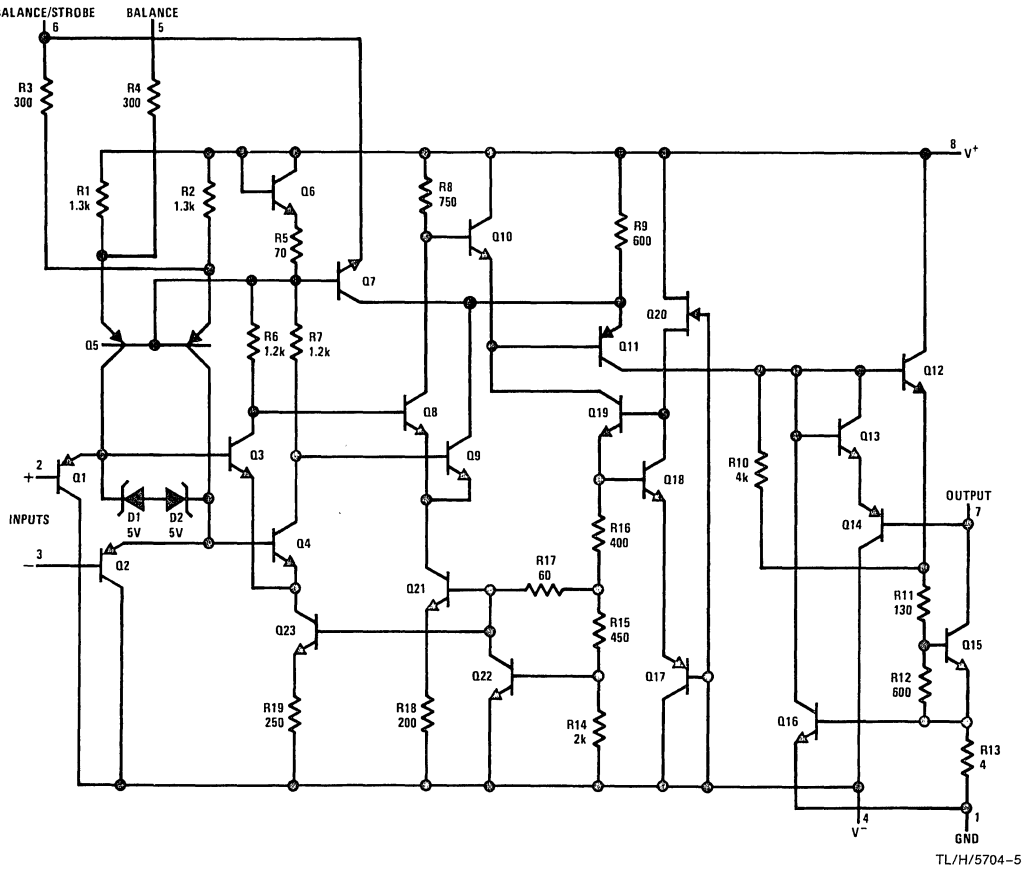 BALANCE/STROBE
6
BALANCE
5
R3
300
R4
300
8 V+
R1
1.3k
R2
1.3k
Q6
R5
70
R8
750
Q10
R9
600
Q7
Q20
Q5
R6
1.2k
R7
1.2k
Q11
Q12
Q8
Q19
Q13
Q3
Q9
R10
4k
Q18
2
+
Q1
INPUTS
D1
5V
D2
5V
Q14
OUTPUT
7
3
−
Q2
Q4
R16
400
R17
60
Q21
R11
130
Q23
R15
450
Q15
Q22
Q17
R12
600
R19
250
R18
200
R14
2k
Q16
R13
4
4
V−
1
GND
TL/H/5704–5